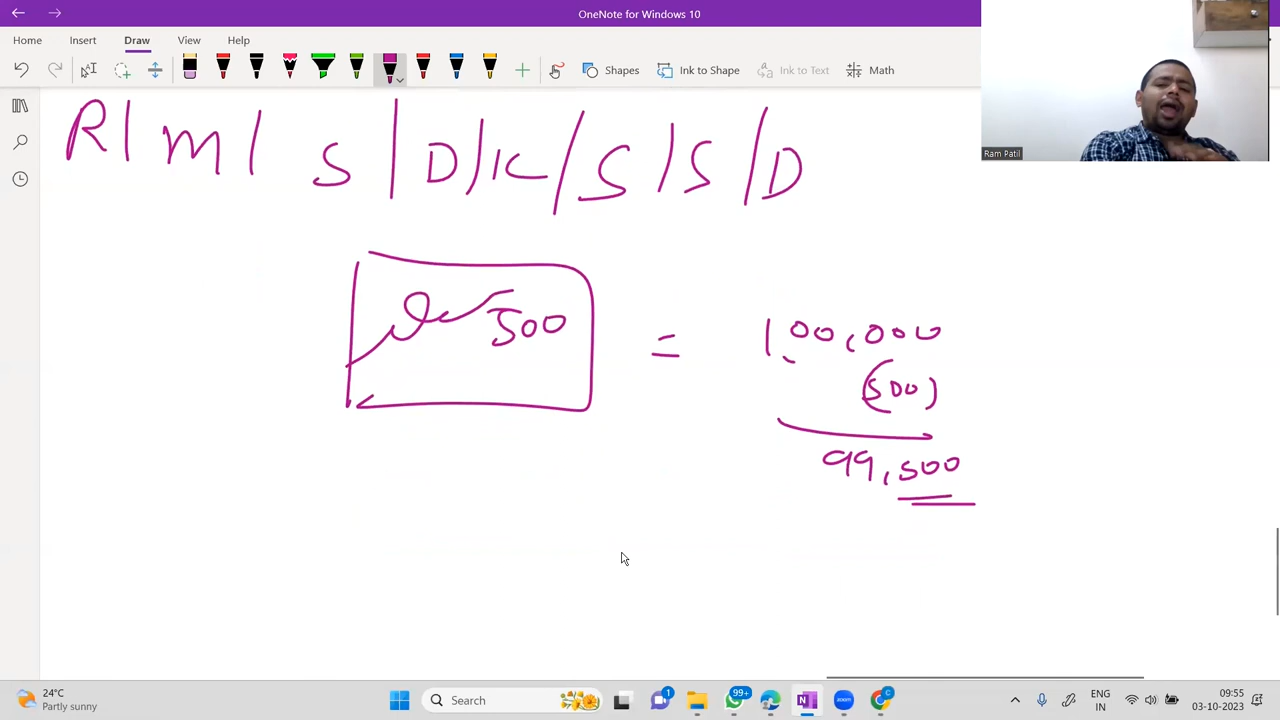 OneNote for Windows 10
Home Insert Draw View Help
Shapes Ink to Shape Ink to Text Math
Ram Patil
R| M| S | D | K / S | S | D
500 = 1,00,000
(500)
99,500
24°C
Partly sunny
Search
1
99+
ENG
IN
09:55
03-10-2023